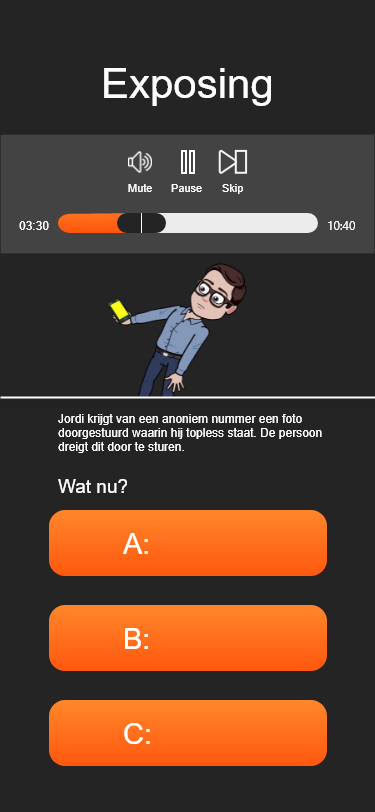 Exposing
Mute Pause Skip
03:30 10:40
Jordi krijgt van een anoniem nummer een foto
doorgestuurd waarin hij topless staat. De persoon
dreigt dit door te sturen.
Wat nu?
A:
B:
C: